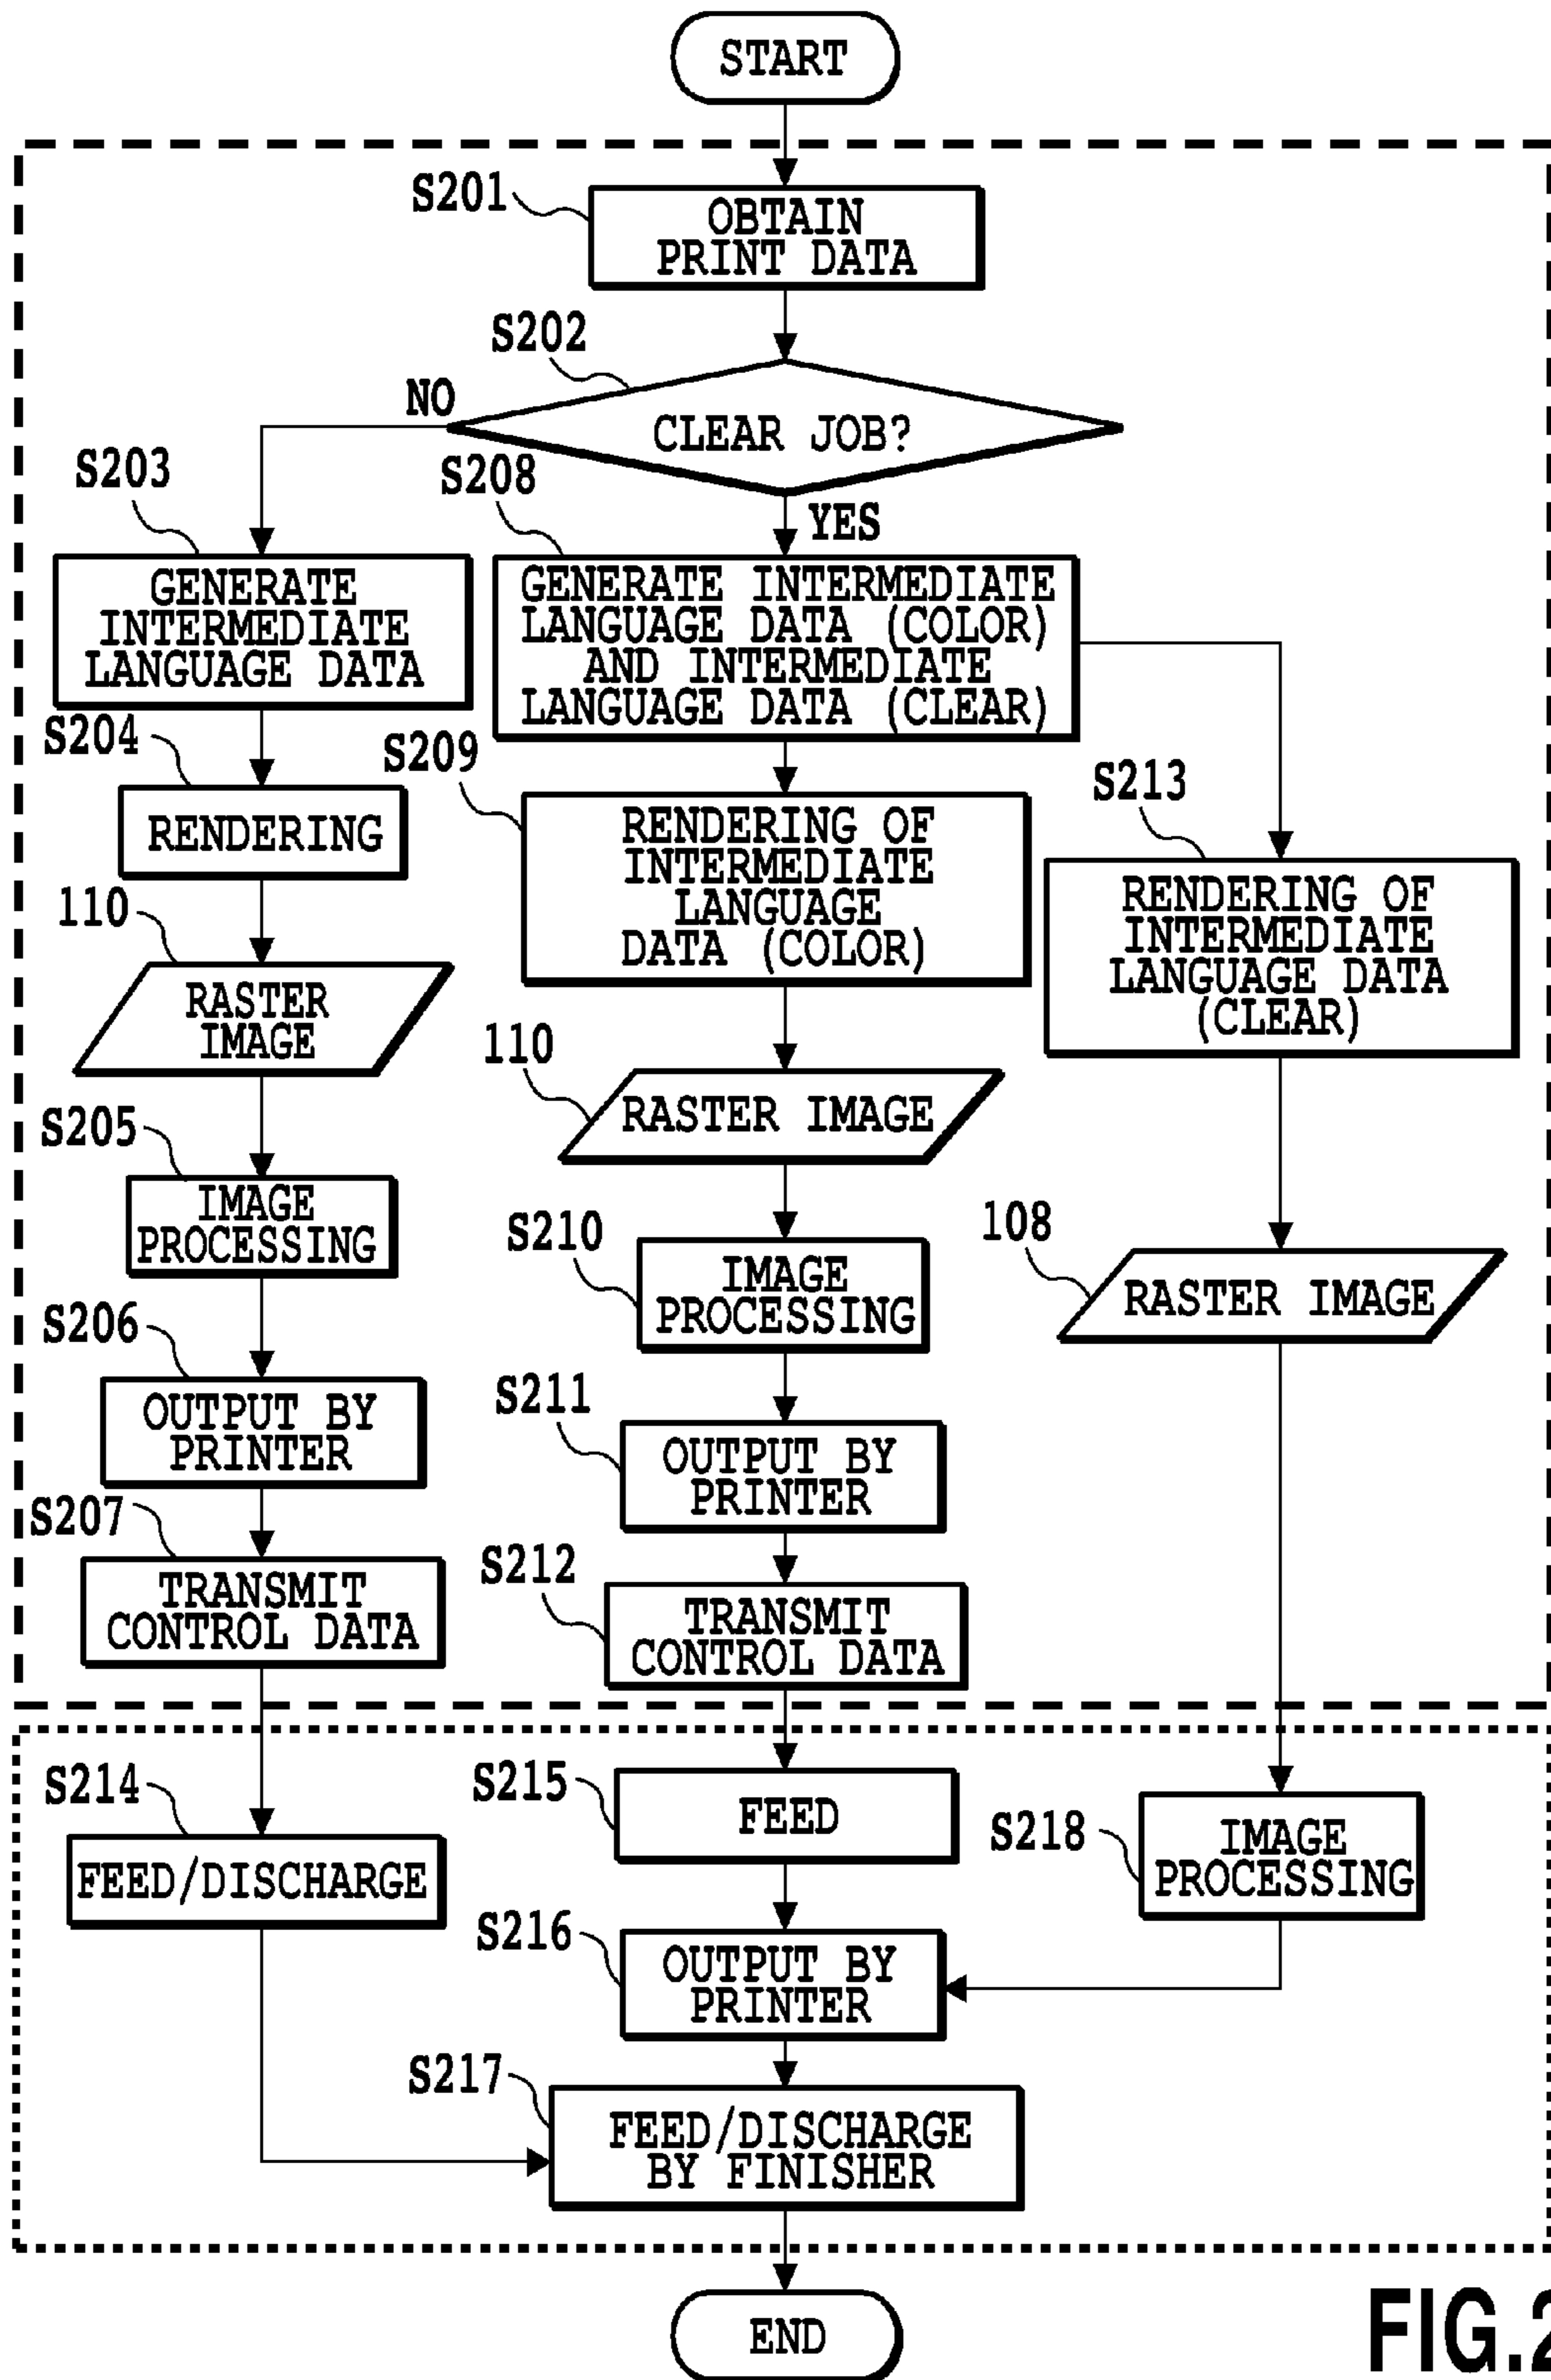 START
S201
OBTAIN
PRINT DATA
S202
CLEAR JOB?
NO
YES
S203
GENERATE
INTERMEDIATE
LANGUAGE DATA
S204
RENDERING
110
RASTER
IMAGE
S205
IMAGE
PROCESSING
S206
OUTPUT BY
PRINTER
S207
TRANSMIT
CONTROL DATA
S208
GENERATE INTERMEDIATE
LANGUAGE DATA (COLOR)
AND INTERMEDIATE
LANGUAGE DATA (CLEAR)
S209
RENDERING OF
INTERMEDIATE
LANGUAGE
DATA (COLOR)
110
RASTER IMAGE
S210
IMAGE
PROCESSING
S211
OUTPUT BY
PRINTER
S212
TRANSMIT
CONTROL DATA
S213
RENDERING OF
INTERMEDIATE
LANGUAGE DATA
(CLEAR)
108
RASTER IMAGE
S214
FEED/DISCHARGE
S215
FEED
S218
IMAGE
PROCESSING
S216
OUTPUT BY
PRINTER
S217
FEED/DISCHARGE
BY FINISHER
END
FIG.2